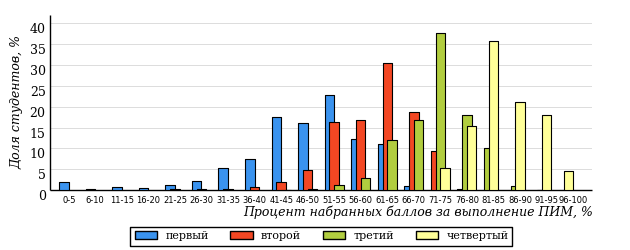 Доля студентов, %
40
35
30
25
20
15
10
5
0
0-5 6-10 11-15 16-20 21-25 26-30 31-35 36-40 41-45 46-50 51-55 56-60 61-65 66-70 71-75 76-80 81-85 86-90 91-95 96-100
Процент набранных баллов за выполнение ПИМ, %
первый второй третий четвертый